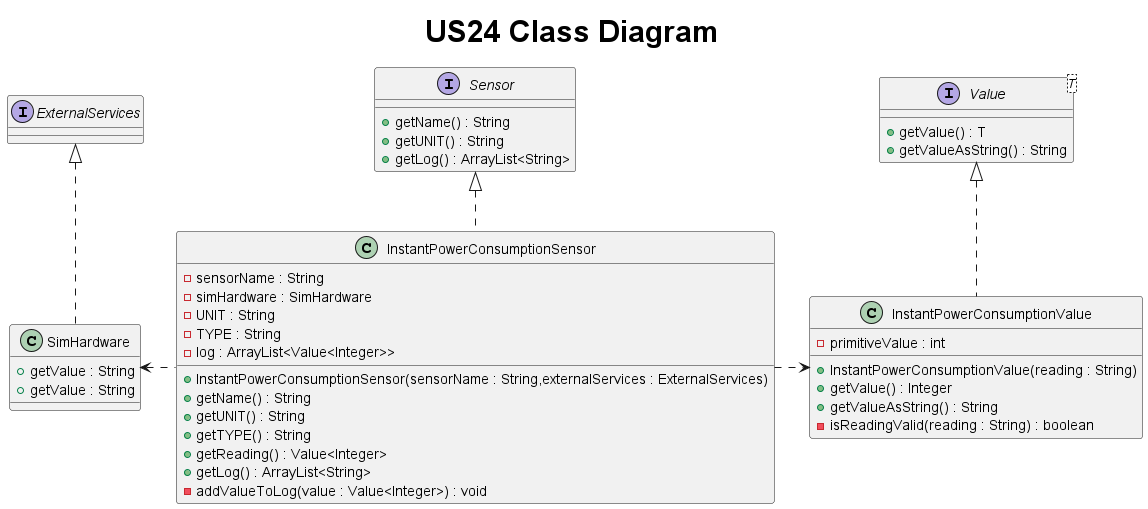 US24 Class Diagram
I ExternalServices
I Sensor
getName() : String
getUNIT() : String
getLog() : ArrayList<String>
I Value T
getValue() : T
getValueAsString() : String
C SimHardware
getValue : String
getValue : String
C InstantPowerConsumptionSensor
sensorName : String
simHardware : SimHardware
UNIT : String
TYPE : String
log : ArrayList<Value<Integer>>
InstantPowerConsumptionSensor(sensorName : String,externalServices : ExternalServices)
getName() : String
getUNIT() : String
getTYPE() : String
getReading() : Value<Integer>
getLog() : ArrayList<String>
addValueToLog(value : Value<Integer>) : void
C InstantPowerConsumptionValue
primitiveValue : int
InstantPowerConsumptionValue(reading : String)
getValue() : Integer
getValueAsString() : String
isReadingValid(reading : String) : boolean